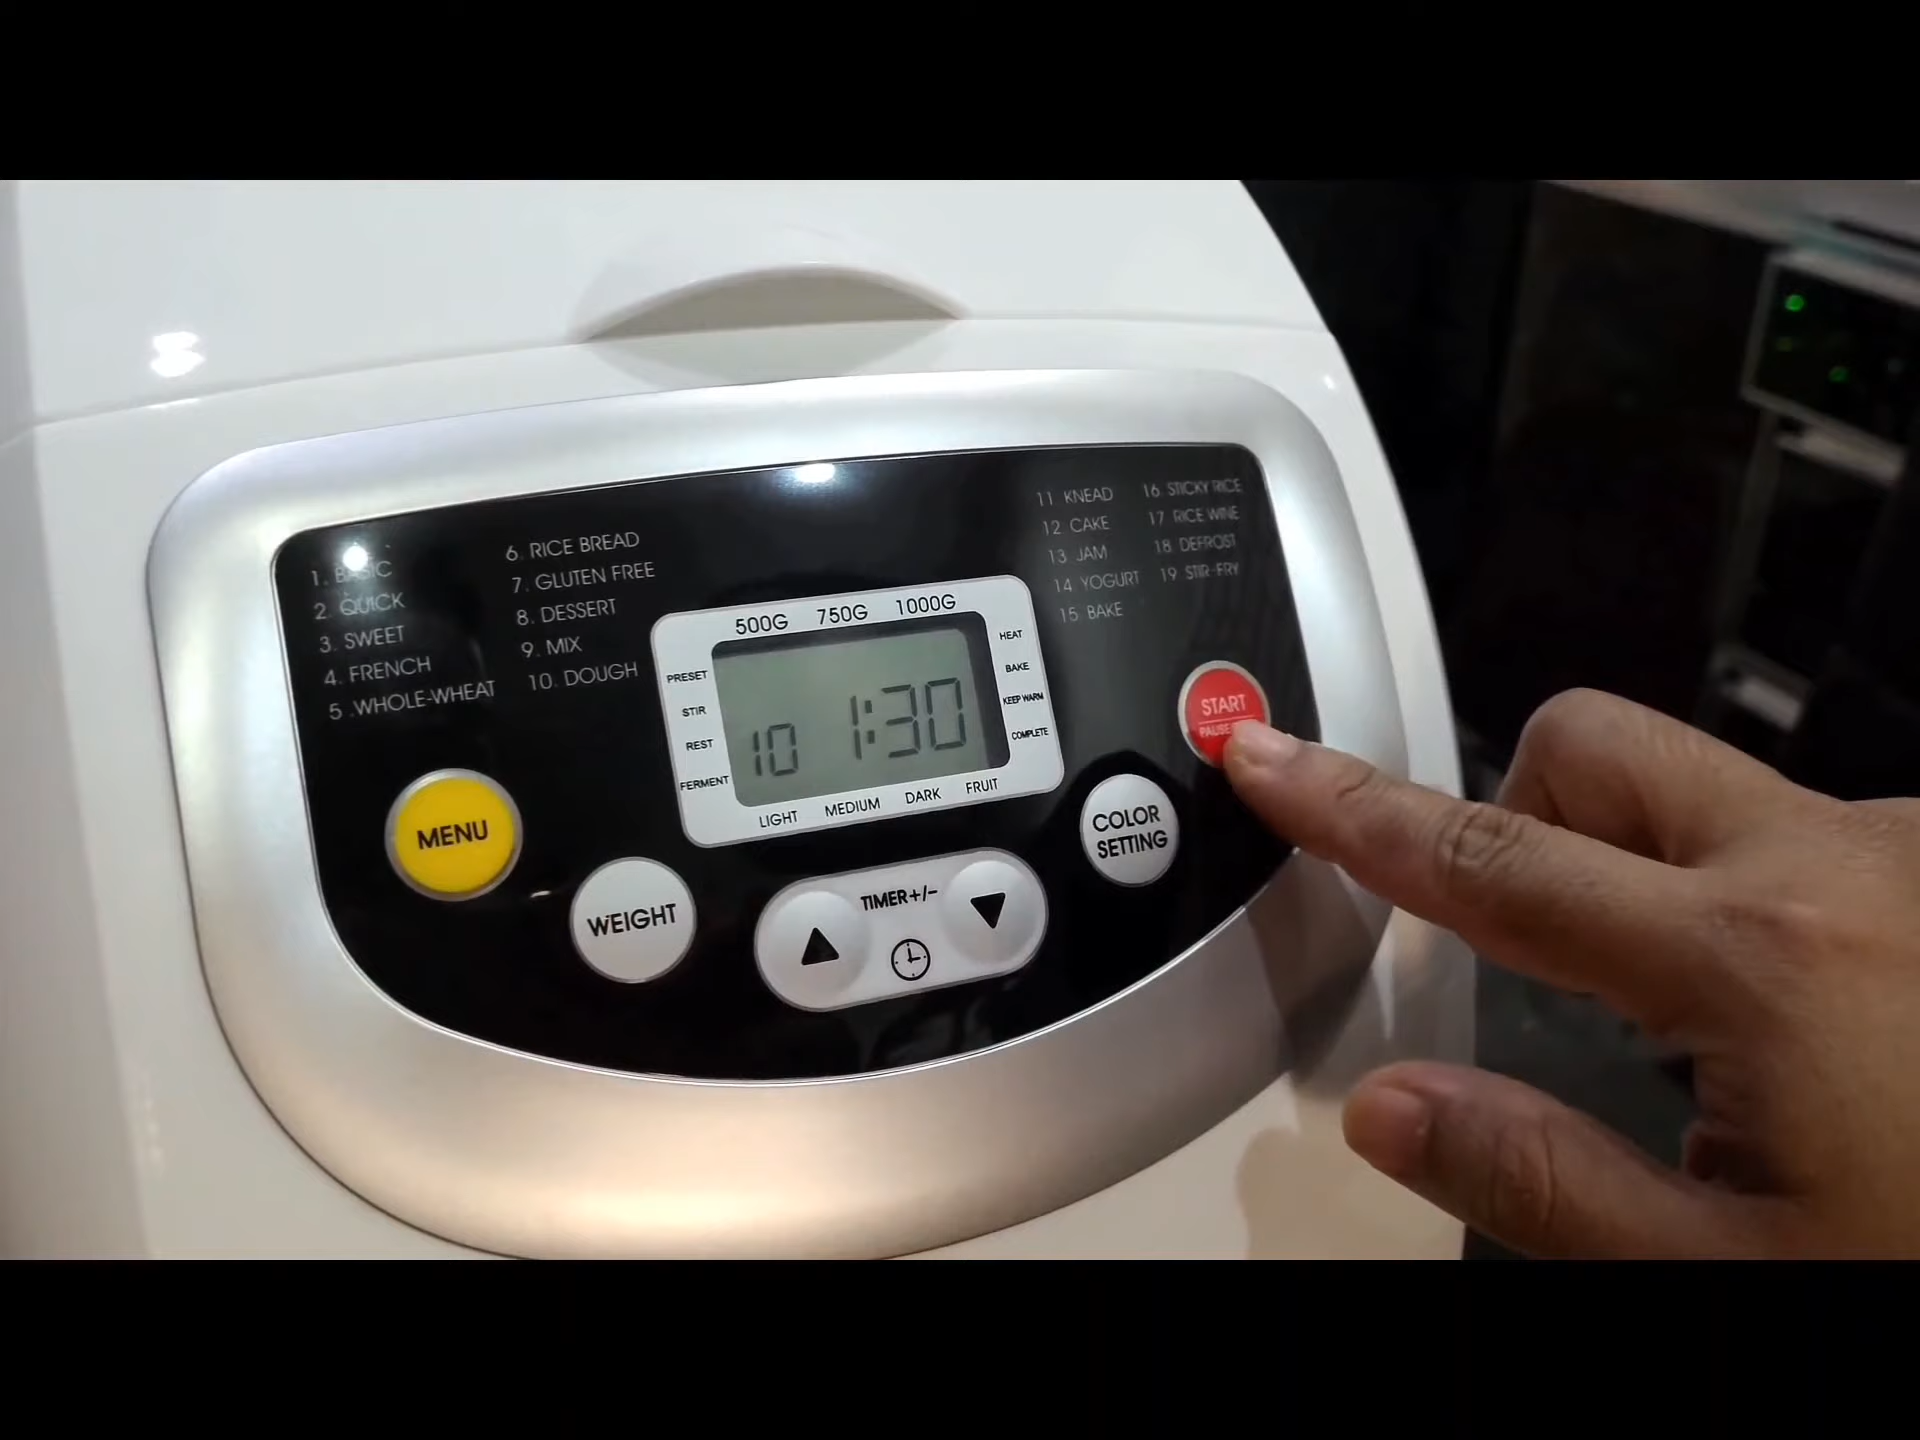 1. BASIC
2. QUICK
3. SWEET
4. FRENCH
5 .WHOLE-WHEAT
6. RICE BREAD
7. GLUTEN FREE
8. DESSERT
9. MIX
10. DOUGH
11 KNEAD
12 CAKE
13 JAM
14 YOGURT
15 BAKE
16 STICKY RICE
17 RICE WINE
18 DEFROST
19 STIR-FRY
500G 750G 1000G
PRESET
STIR
REST
FERMENT
10 1:30
HEAT
BAKE
KEEP WARM
COMPLETE
LIGHT MEDIUM DARK FRUIT
MENU
WEIGHT
TIMER+/-
COLOR
SETTING
START
PAUSE